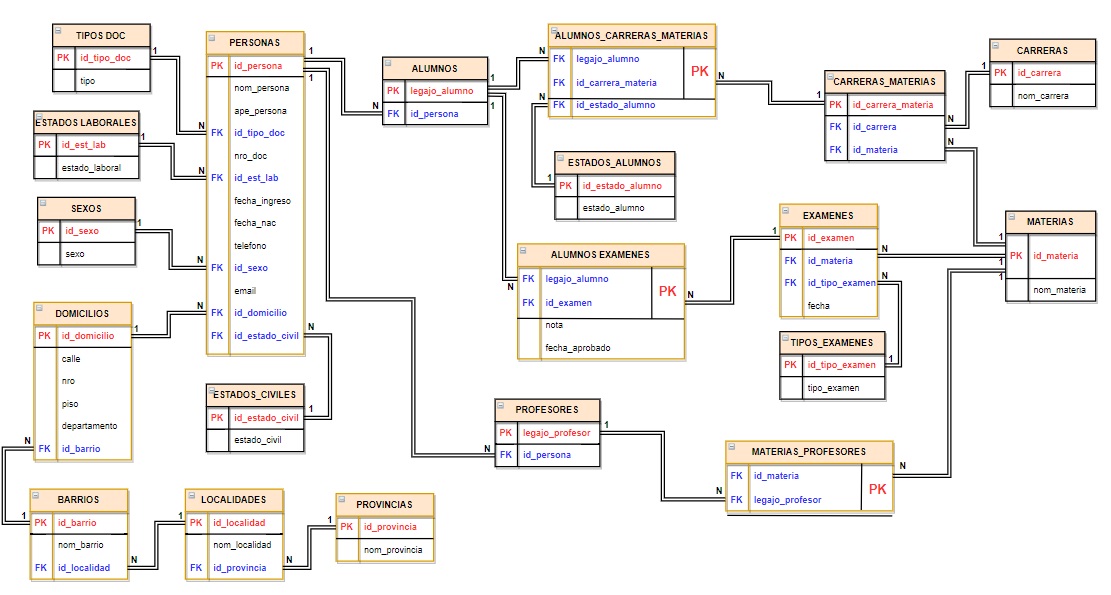 TIPOS DOC
PK id_tipo_doc
tipo
ESTADOS LABORALES
PK id_est_lab
estado_laboral
SEXOS
PK id_sexo
sexo
DOMICILIOS
PK id_domicilio
calle
nro
piso
departamento
FK id_barrio
BARRIOS
PK id_barrio
nom_barrio
FK id_localidad
LOCALIDADES
PK id_localidad
nom_localidad
FK id_provincia
PROVINCIAS
PK id_provincia
nom_provincia
PERSONAS
PK id_persona
nom_persona
ape_persona
FK id_tipo_doc
nro_doc
FK id_est_lab
fecha_ingreso
fecha_nac
telefono
FK id_sexo
email
FK id_domicilio
FK id_estado_civil
ESTADOS_CIVILES
PK id_estado_civil
estado_civil
ALUMNOS
PK legajo_alumno
FK id_persona
ALUMNOS_CARRERAS_MATERIAS
FK legajo_alumno
FK id_carrera_materia
PK
FK id_estado_alumno
ESTADOS_ALUMNOS
PK id_estado_alumno
estado_alumno
ALUMNOS EXAMENES
FK legajo_alumno
FK id_examen
PK
nota
fecha_aprobado
PROFESORES
PK legajo_profesor
FK id_persona
MATERIAS_PROFESORES
FK id_materia
FK legajo_profesor
PK
EXAMENES
PK id_examen
FK id_materia
FK id_tipo_examen
fecha
TIPOS_EXAMENES
PK id_tipo_examen
tipo_examen
CARRERAS_MATERIAS
PK id_carrera_materia
FK id_carrera
FK id_materia
CARRERAS
PK id_carrera
nom_carrera
MATERIAS
PK id_materia
nom_materia
1
N
1
N
1
N
1
N
N
1
N
1
N
1
N
1
1
N
1
N
1
N
1
N
N
1
N
1
N
1
N
1
N
1
N
1
N
1
1
N
N
1